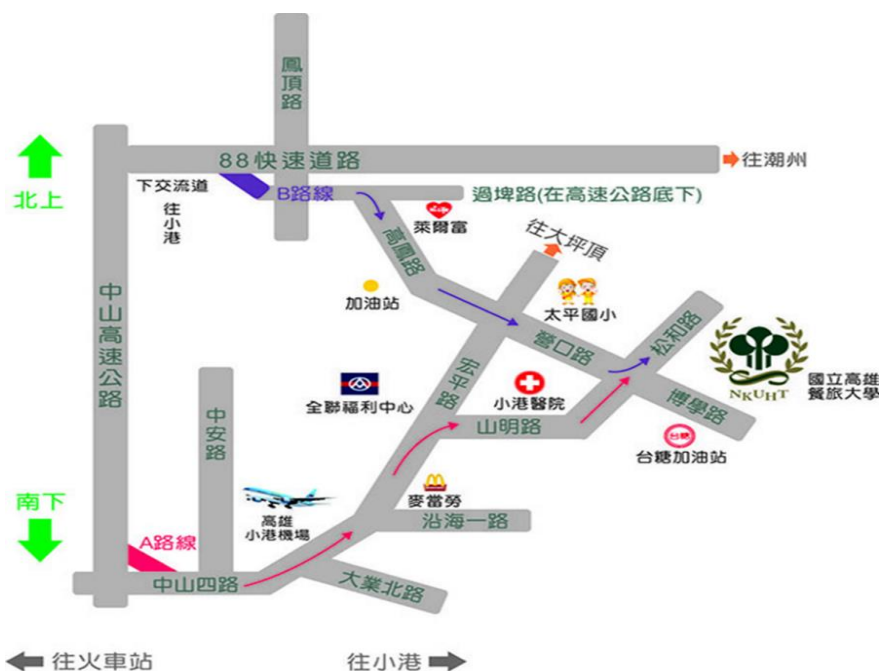 鳳頂路
88快速道路
往潮州
北上
下交流道
往小港
B路線
過埤路(在高速公路底下)
萊爾富
高鳳路
往大坪頂
中山高速公路
加油站
太平國小
松和路
營口路
宏平路
NKUHT
國立高雄
餐旅大學
全聯福利中心
小港醫院
博學路
中安路
山明路
台糖
台糖加油站
南下
麥當勞
高雄
小港機場
沿海一路
A路線
中山四路
大業北路
往火車站
往小港